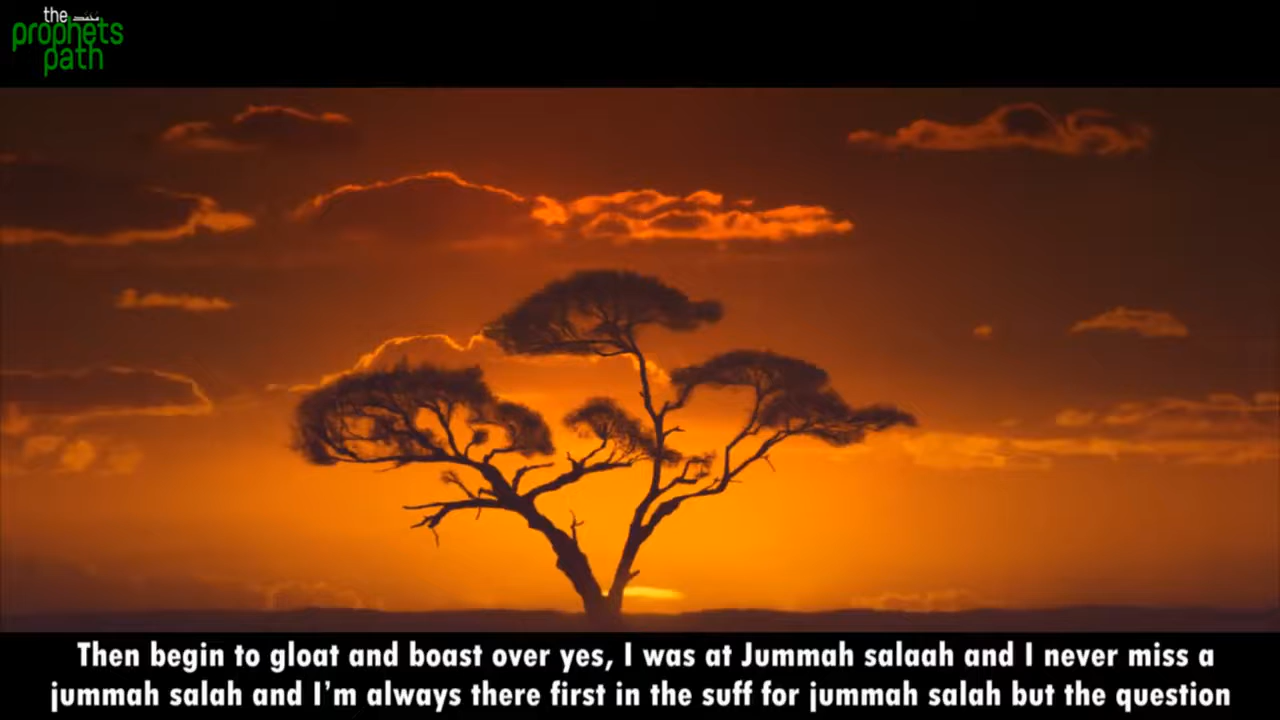 the
prophets
path
Then begin to gloat and boast over yes, I was at Jummah salaah and I never miss a
jummah salah and I'm always there first in the suff for jummah salah but the question